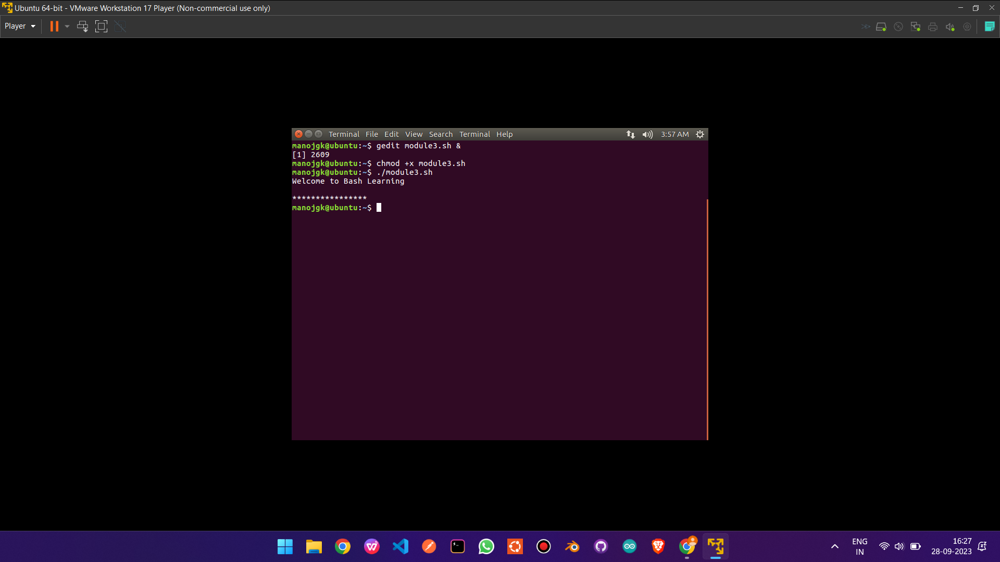 Ubuntu 64-bit - VMware Workstation 17 Player (Non-commercial use only)
Player
Terminal File Edit View Search Terminal Help 3:57 AM
manojgk@ubuntu:~$ gedit module3.sh &
[1] 2609
manojgk@ubuntu:~$ chmod +x module3.sh
manojgk@ubuntu:~$ ./module3.sh
Welcome to Bash Learning
****************
manojgk@ubuntu:~$
ENG
IN
16:27
28-09-2023